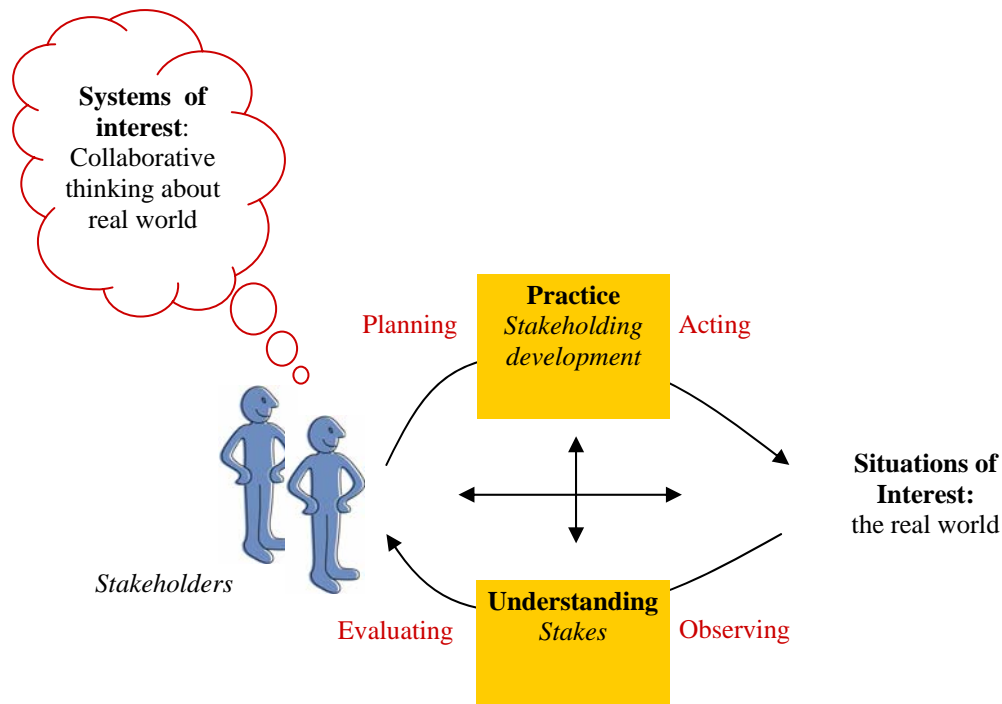 Systems of
interest:
Collaborative
thinking about
real world
Practice
Stakeholding
development
Planning
Acting
Situations of
Interest:
the real world
Stakeholders
Understanding
Stakes
Evaluating
Observing